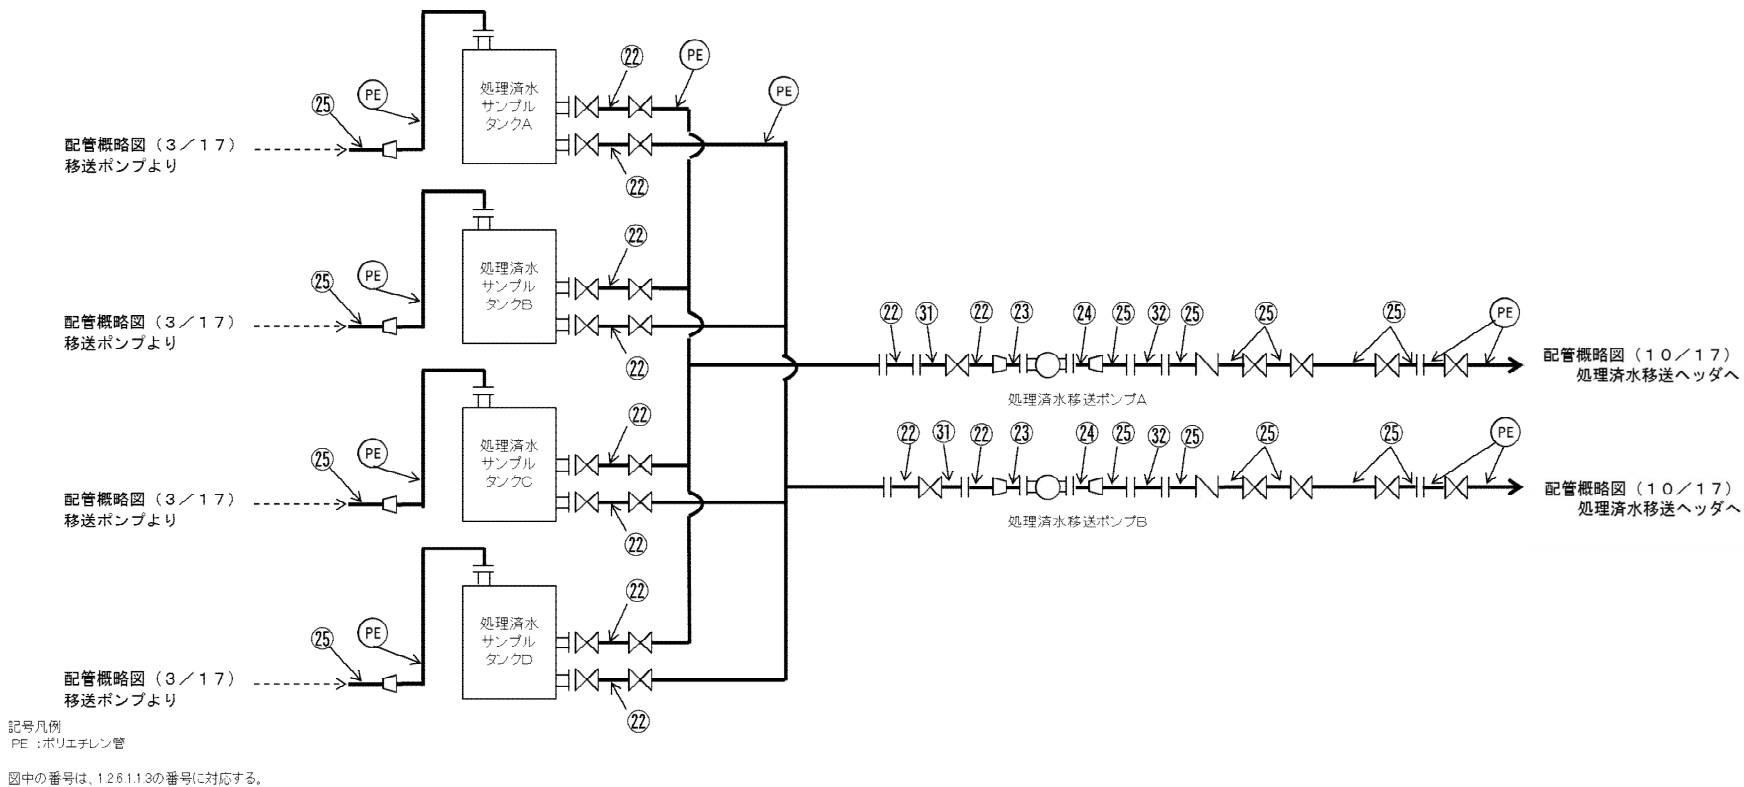 ㉒
PE
PE
㉕
PE
処理済水
サンプル
タンクA
配管概略図（３／１７）
移送ポンプより
㉒
㉒
㉕
PE
処理済水
サンプル
タンクB
配管概略図（３／１７）
移送ポンプより
㉒
㉒ ㉛ ㉒ ㉓ ㉔ ㉕ ㉜ ㉕ ㉕ ㉕ PE
配管概略図（１０／１７）
処理済水移送ヘッダへ
処理済水移送ポンプA
㉒
㉕
PE
処理済水
サンプル
タンクC
配管概略図（３／１７）
移送ポンプより
㉒
㉒ ㉛ ㉒ ㉓ ㉔ ㉕ ㉜ ㉕ ㉕ ㉕ PE
配管概略図（１０／１７）
処理済水移送ヘッダへ
処理済水移送ポンプB
㉒
㉕
PE
処理済水
サンプル
タンクD
配管概略図（３／１７）
移送ポンプより
㉒
記号凡例
PE ：ポリエチレン管
図中の番号は、1.2.6.1.1.3の番号に対応する。